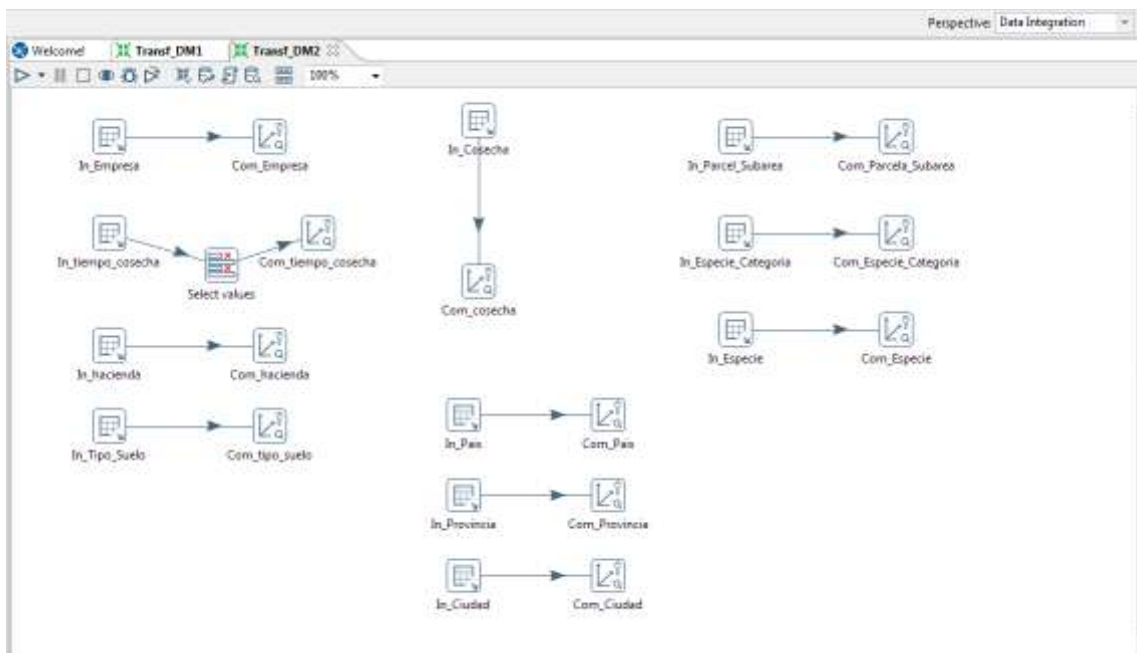 Perspective: Data Integration
Welcome! Transf_DM1 Transf_DM2
100%
In_Empresa Com_Empresa
In_tiempo_cosecha Com_tiempo_cosecha
Select values
In_hacienda Com_hacienda
In_Tipo_Suelo Com_tipo_suelo
In_Cosecha
Com_cosecha
In_Pais Com_Pais
In_Provincia Com_Provincia
In_Ciudad Com_Ciudad
In_Parcel_Subarea Com_Parcela_Subarea
In_Especie_Categoria Com_Especie_Categoria
In_Especie Com_Especie